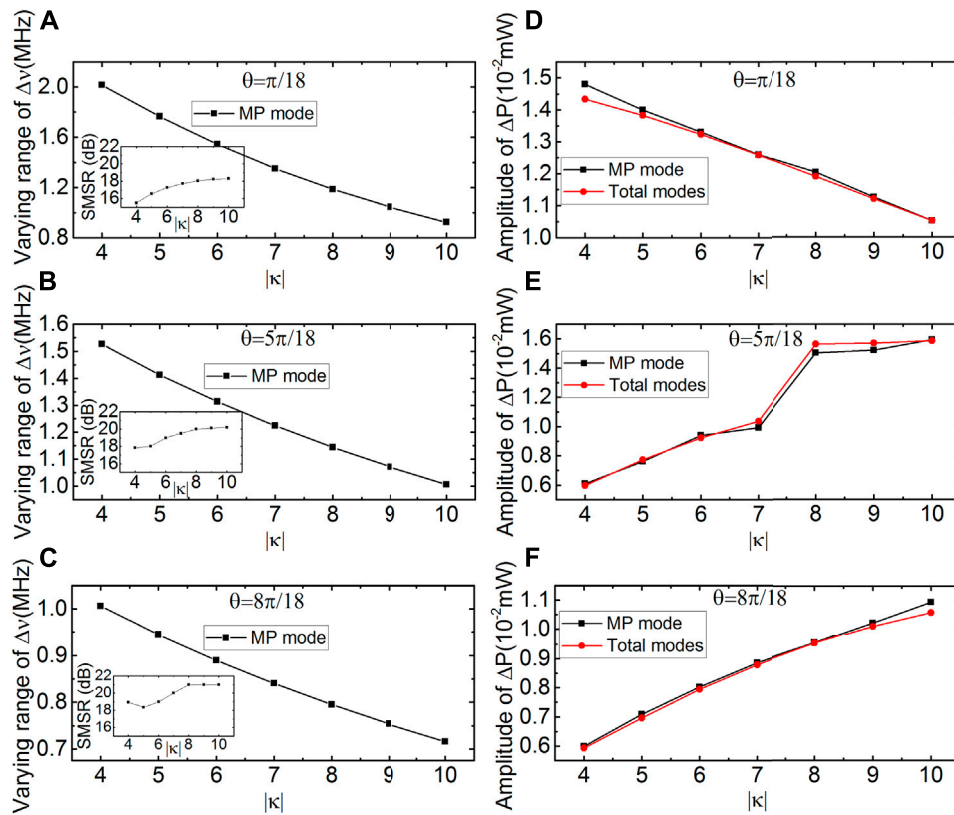 A
Varying range of Δν(MHz)
2.0
1.6
1.2
0.8
θ=π/18
MP mode
SMSR (dB)
22
20
18
16
4 6 8 10
|κ|
4 5 6 7 8 9 10
|κ|
B
Varying range of Δν(MHz)
1.6
1.5
1.4
1.3
1.2
1.1
1.0
θ=5π/18
MP mode
SMSR (dB)
22
20
18
16
4 6 8 10
|κ|
4 5 6 7 8 9 10
|κ|
C
Varying range of Δν(MHz)
1.0
0.9
0.8
0.7
θ=8π/18
MP mode
SMSR (dB)
21
18
15
4 6 8 10
|κ|
4 5 6 7 8 9 10
|κ|
D
Amplitude of ΔP(10⁻²mW)
1.5
1.4
1.3
1.2
1.1
1.0
θ=π/18
MP mode
Total modes
4 5 6 7 8 9 10
|κ|
E
Amplitude of ΔP(10⁻²mW)
1.6
1.4
1.2
1.0
0.8
0.6
θ=5π/18
MP mode
Total modes
4 5 6 7 8 9 10
|κ|
F
Amplitude of ΔP(10⁻²mW)
1.1
1.0
0.9
0.8
0.7
0.6
θ=8π/18
MP mode
Total modes
4 5 6 7 8 9 10
|κ|